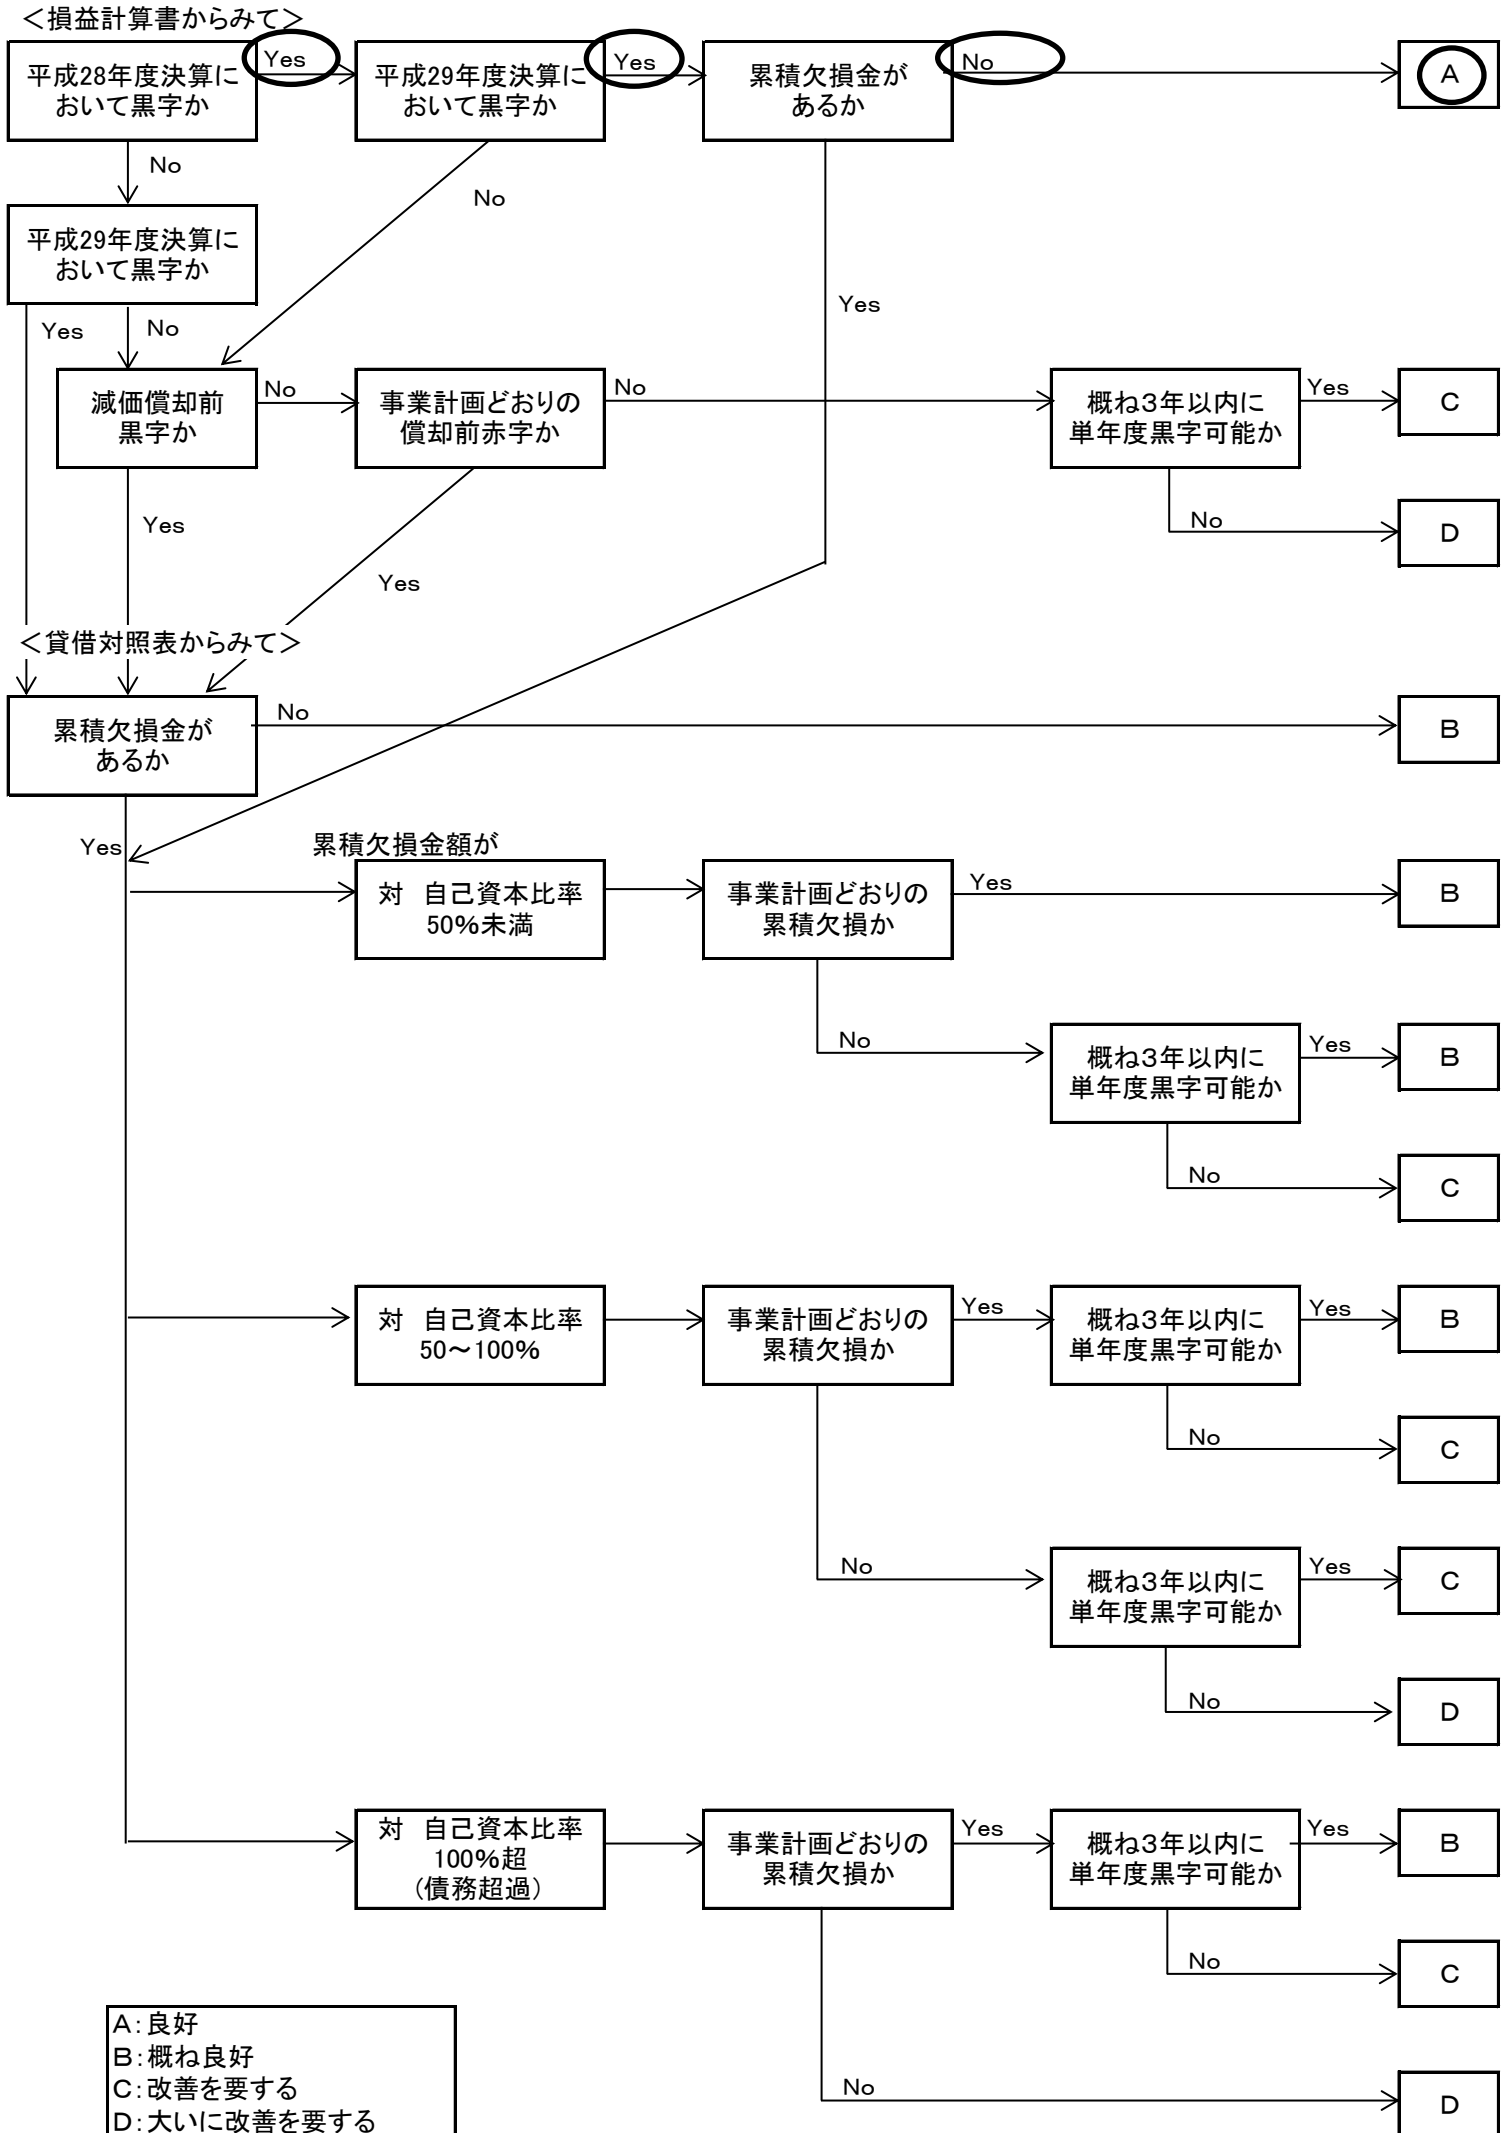 ＜損益計算書からみて＞
平成28年度決算に
おいて黒字か
Yes
平成29年度決算に
おいて黒字か
Yes
累積欠損金が
あるか
No
A
No
No
平成29年度決算に
おいて黒字か
Yes
Yes
No
減価償却前
黒字か
No
事業計画どおりの
償却前赤字か
No
概ね3年以内に
単年度黒字可能か
Yes
C
Yes
No
D
Yes
＜貸借対照表からみて＞
累積欠損金が
あるか
No
B
Yes
累積欠損金額が
対　自己資本比率
50%未満
事業計画どおりの
累積欠損か
Yes
B
No
概ね3年以内に
単年度黒字可能か
Yes
B
No
C
対　自己資本比率
50～100%
事業計画どおりの
累積欠損か
Yes
概ね3年以内に
単年度黒字可能か
Yes
B
No
C
No
概ね3年以内に
単年度黒字可能か
Yes
C
No
D
対　自己資本比率
100%超
（債務超過）
事業計画どおりの
累積欠損か
Yes
概ね3年以内に
単年度黒字可能か
Yes
B
No
C
No
D
A：良好
B：概ね良好
C：改善を要する
D：大いに改善を要する